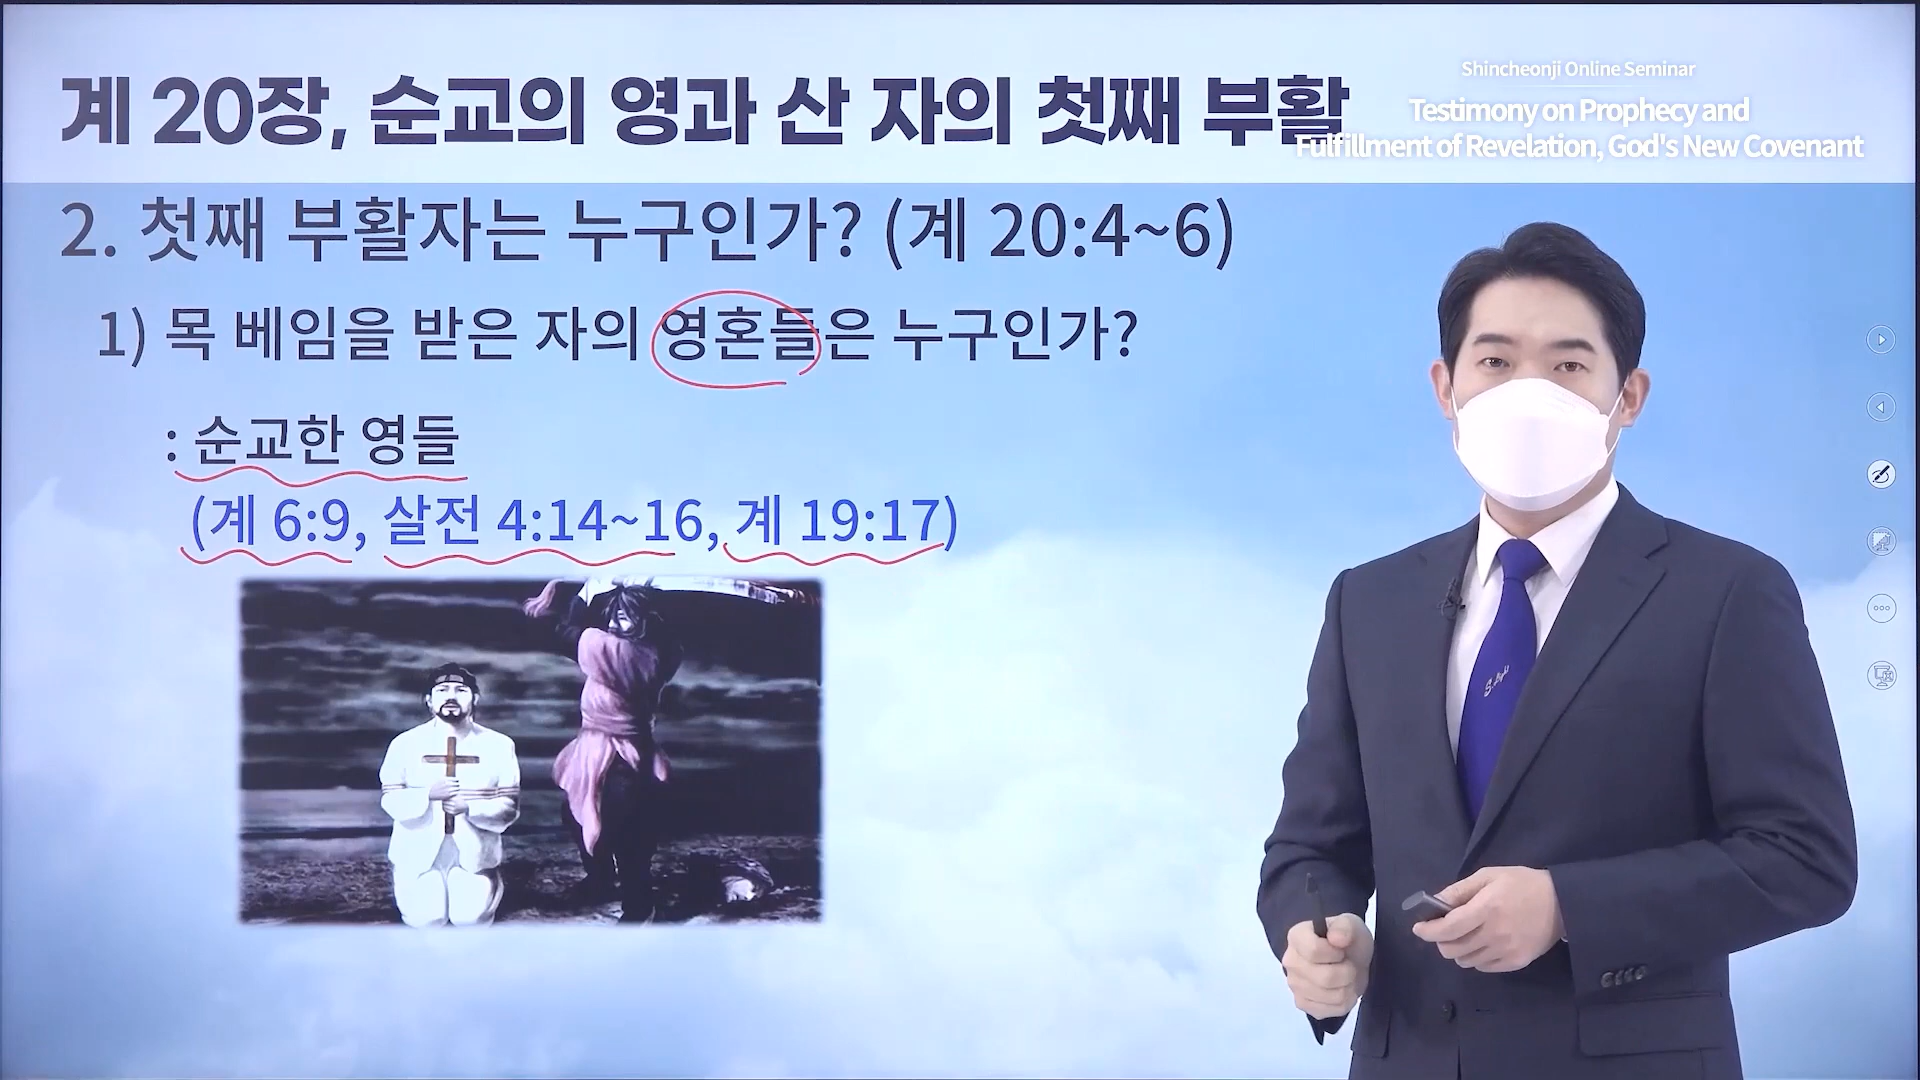 계 20장, 순교의 영과 산 자의 첫째 부활
Shincheonji Online Seminar
Testimony on Prophecy and
Fulfillment of Revelation, God's New Covenant
2. 첫째 부활자는 누구인가? (계 20:4~6)
1) 목 베임을 받은 자의 영혼들은 누구인가?
: 순교한 영들
(계 6:9, 살전 4:14~16, 계 19:17)